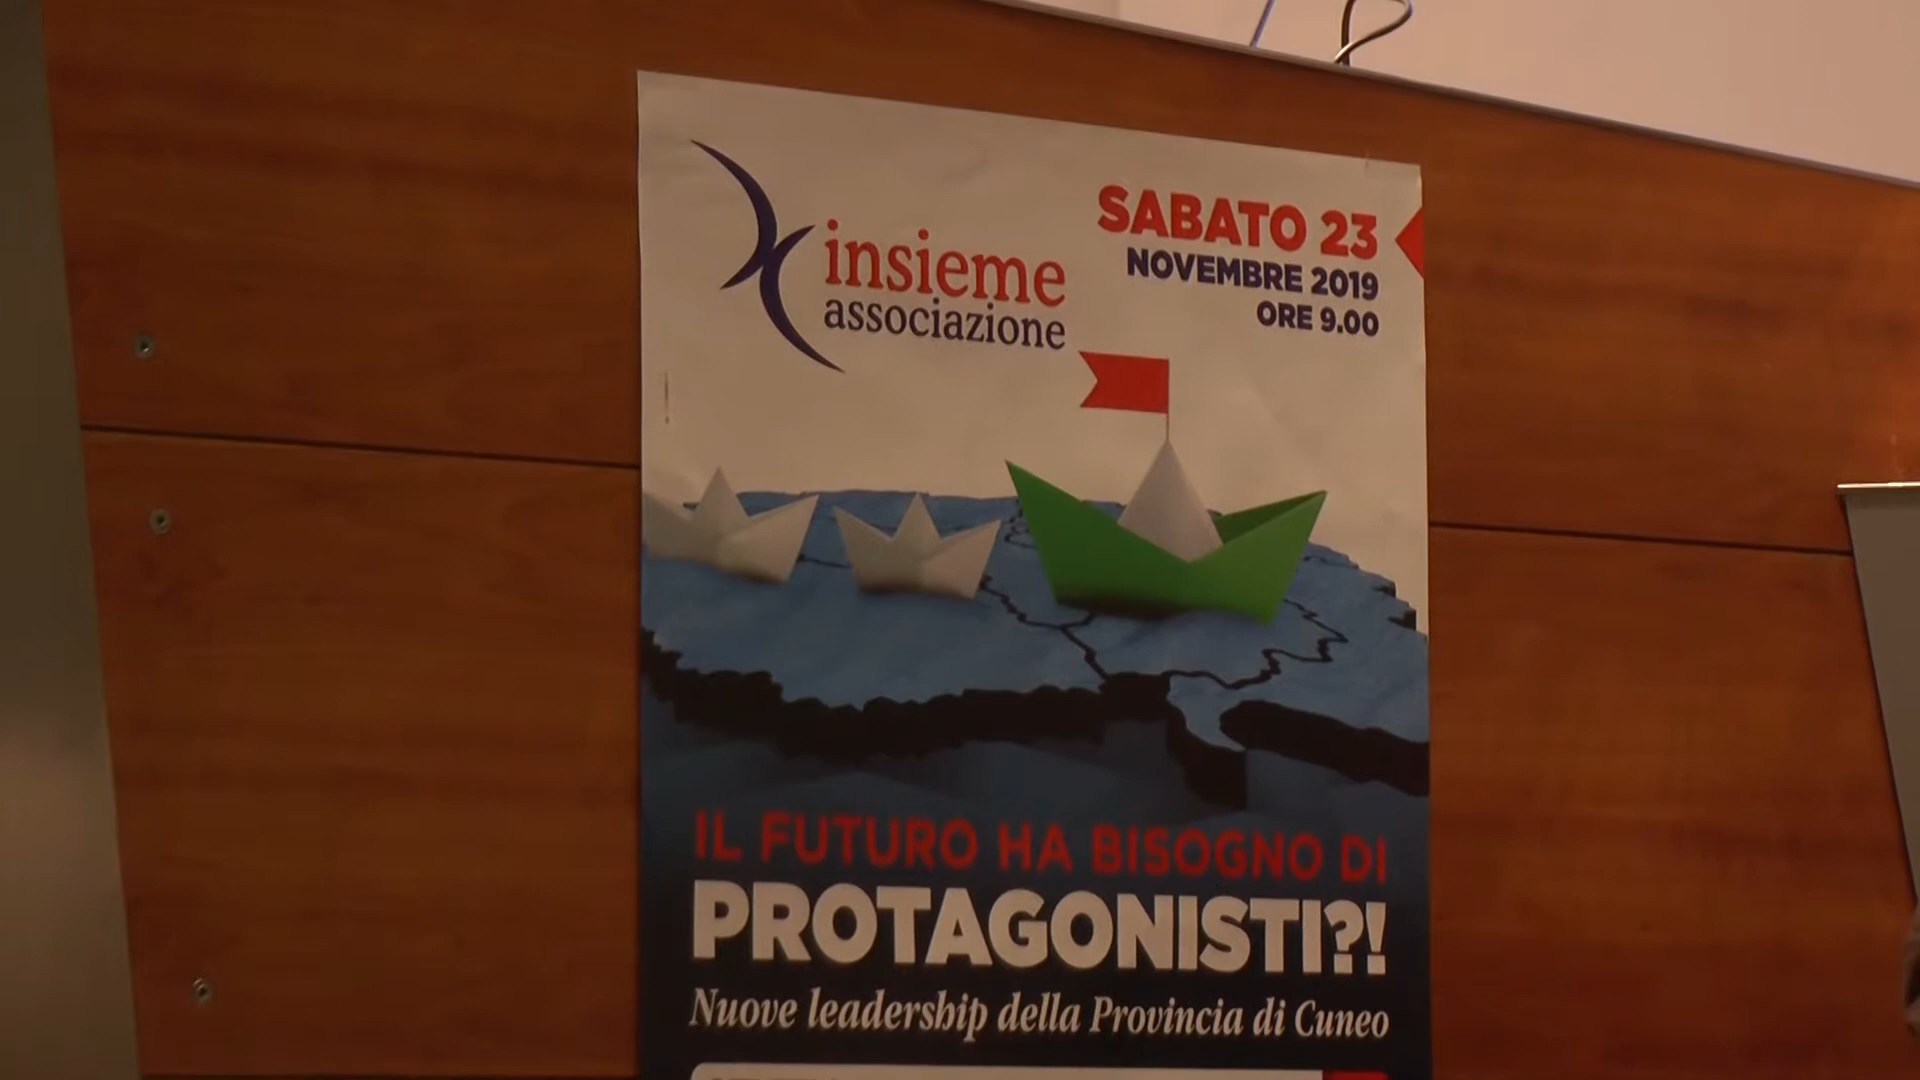 insieme
associazione
SABATO 23
NOVEMBRE 2019
ORE 9.00
IL FUTURO HA BISOGNO DI
PROTAGONISTI?!
Nuove leadership della Provincia di Cuneo